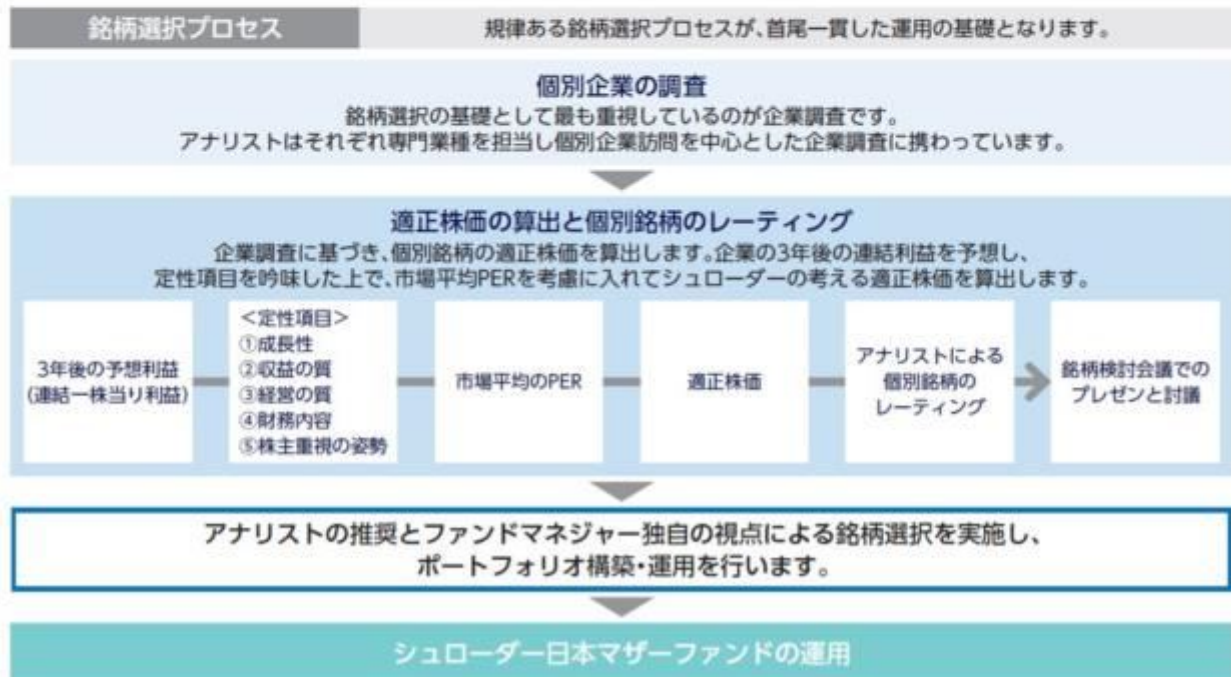 銘柄選択プロセス
規律ある銘柄選択プロセスが、首尾一貫した運用の基礎となります。
個別企業の調査
銘柄選択の基礎として最も重視しているのが企業調査です。
アナリストはそれぞれ専門業種を担当し個別企業訪問を中心とした企業調査に携わっています。
適正株価の算出と個別銘柄のレーティング
企業調査に基づき、個別銘柄の適正株価を算出します。企業の3年後の連結利益を予想し、
定性項目を吟味した上で、市場平均PERを考慮に入れてシュローダーの考える適正株価を算出します。
3年後の予想利益
(連結一株当り利益)
＜定性項目＞
①成長性
②収益の質
③経営の質
④財務内容
⑤株主重視の姿勢
市場平均のPER
適正株価
アナリストによる
個別銘柄の
レーティング
銘柄検討会議での
プレゼンと討議
アナリストの推奨とファンドマネジャー独自の視点による銘柄選択を実施し、
ポートフォリオ構築・運用を行います。
シュローダー日本マザーファンドの運用